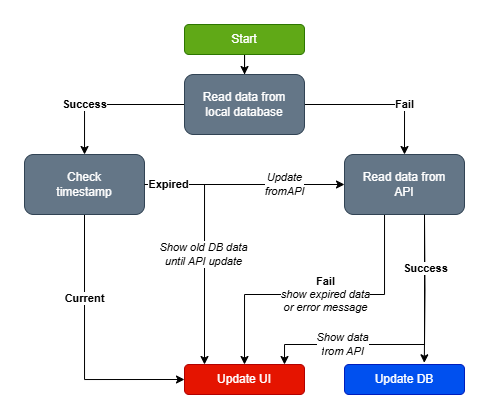 Start
Read data from
local database
Success
Fail
Check
timestamp
Expired
Update
fromAPI
Read data from
API
Show old DB data
until API update
Success
Current
Fail
show expired data
or error message
Show data
from API
Update UI
Update DB